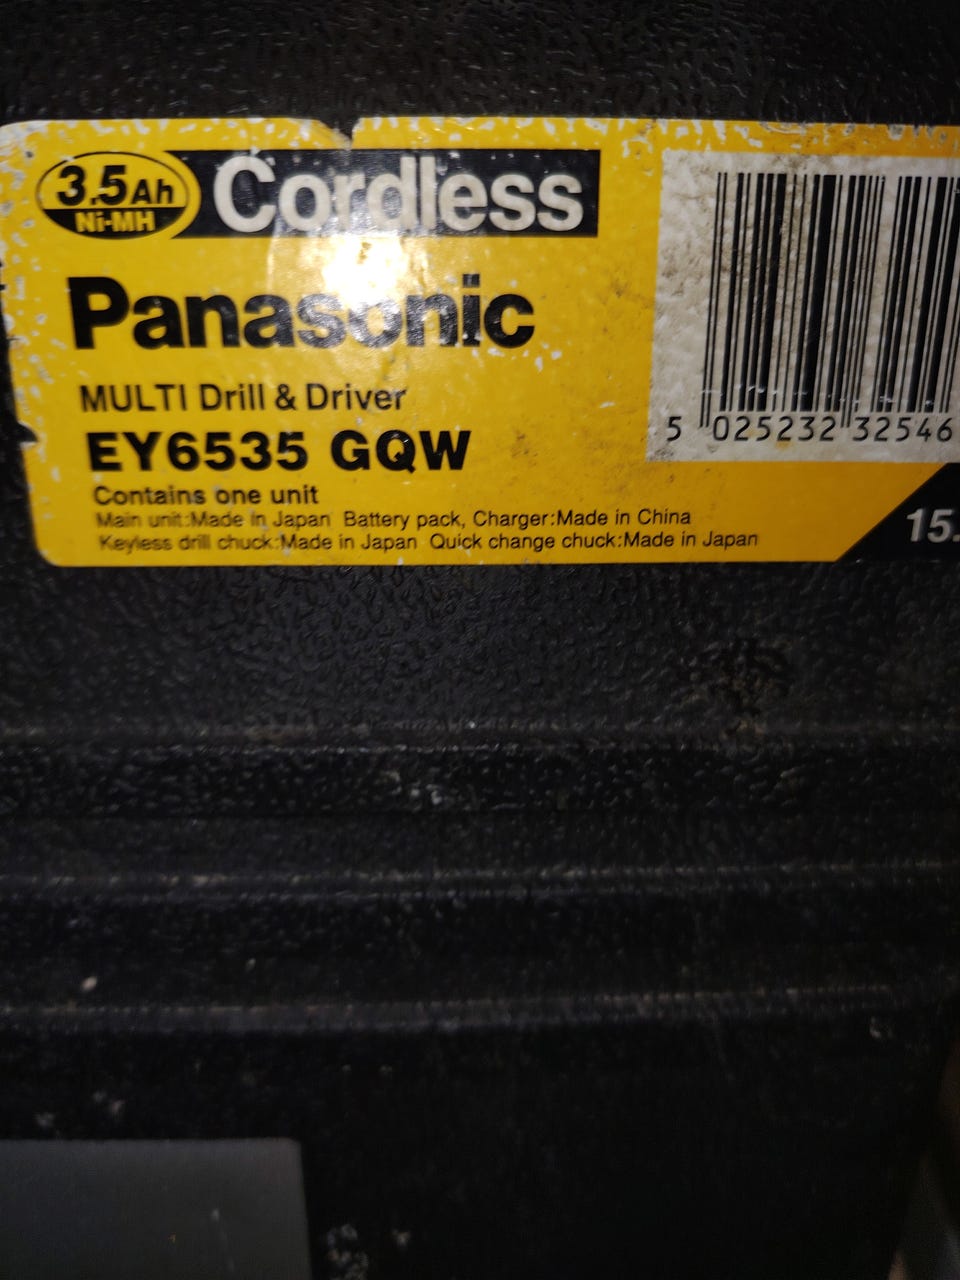 3.5Ah
Ni-MH
Cordless
Panasonic
MULTI Drill & Driver
EY6535 GQW
Contains one unit
Main unit:Made in Japan Battery pack, Charger:Made in China
Keyless drill chuck:Made in Japan Quick change chuck:Made in Japan
5 025232 32546
15.